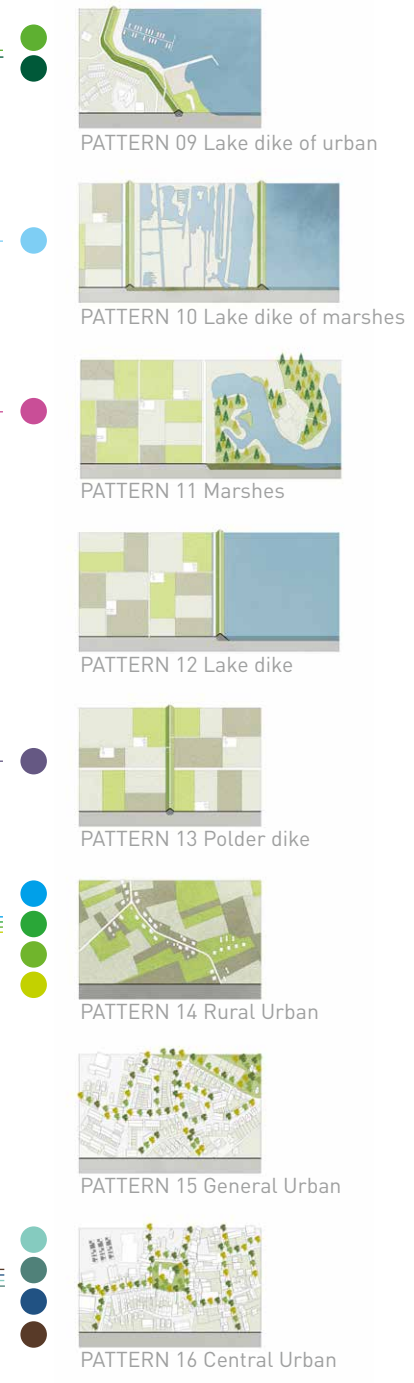 PATTERN 09 Lake dike of urban
PATTERN 10 Lake dike of marshes
PATTERN 11 Marshes
PATTERN 12 Lake dike
PATTERN 13 Polder dike
PATTERN 14 Rural Urban
PATTERN 15 General Urban
PATTERN 16 Central Urban